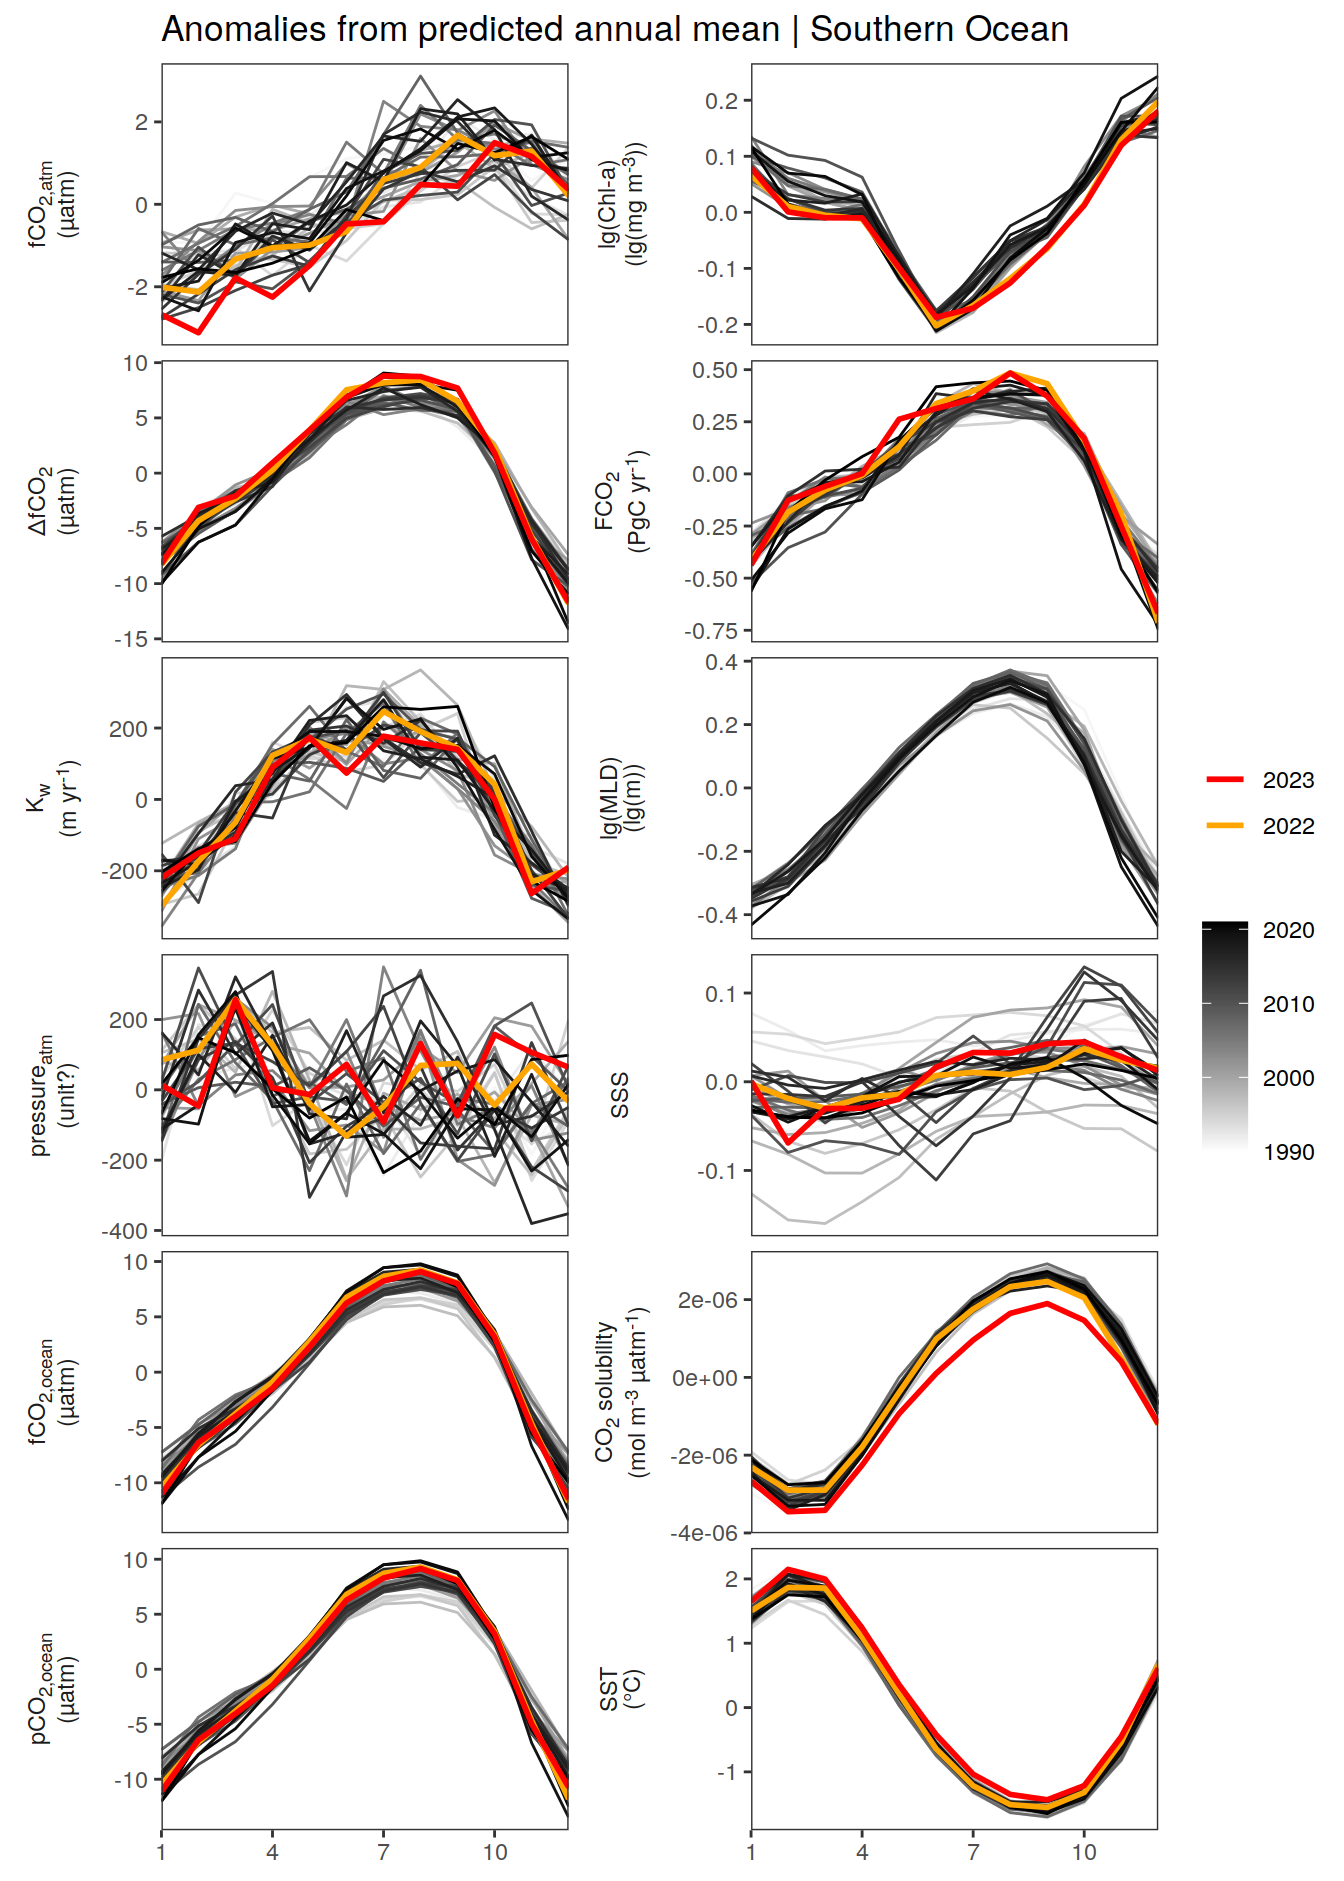 Anomalies from predicted annual mean | Southern Ocean
fCO2,atm
(µatm)
2
0
-2
lg(Chl-a)
(lg(mg m-3))
0.2
0.1
0.0
-0.1
-0.2
ΔfCO2
(µatm)
10
5
0
-5
-10
-15
FCO2
(PgC yr-1)
0.50
0.25
0.00
-0.25
-0.50
-0.75
Kw
(m yr-1)
200
0
-200
lg(MLD)
(lg(m))
0.4
0.2
0.0
-0.2
-0.4
pressureatm
(unit?)
200
0
-200
-400
SSS
0.1
0.0
-0.1
fCO2,ocean
(µatm)
10
5
0
-5
-10
CO2 solubility
(mol m-3 µatm-1)
2e-06
0e+00
-2e-06
-4e-06
pCO2,ocean
(µatm)
10
5
0
-5
-10
SST
(°C)
2
1
0
-1
1 4 7 10
1 4 7 10
2023
2022
2020
2010
2000
1990